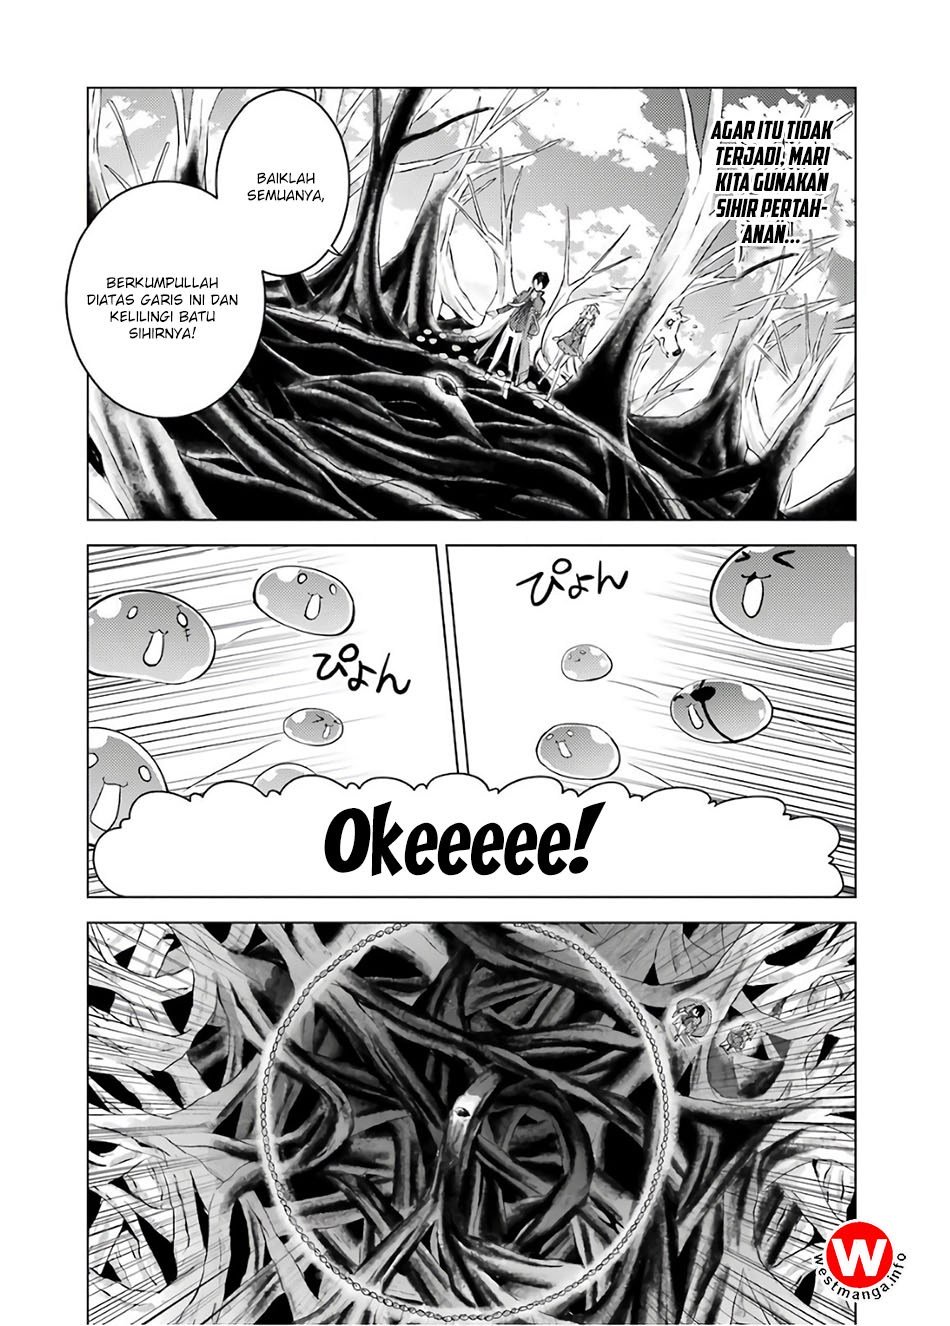 AGAR ITU TIDAK
TERJADI, MARI
KITA GUNAKAN
SIHIR PERTAH-
ANAN...
BAIKLAH
SEMUANYA,
BERKUMPULLAH
DIATAS GARIS INI DAN
KELILINGI BATU
SIHIRNYA!
ぴょん
ぴょん
Okeeeee!
W
westmanga.info